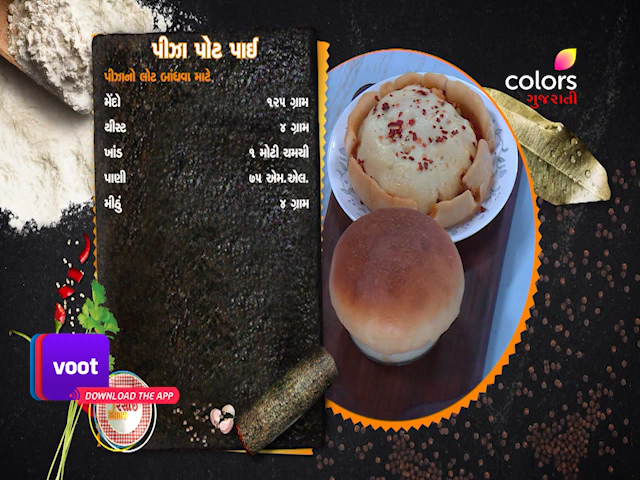 પીઝા પોટ પાઈ
પીઝાનો લોટ બાંધવા માટે
મેંદો ૧૨૫ ગ્રામ
યીસ્ટ ૪ ગ્રામ
ખાંડ ૧ મોટી ચમચી
પાણી ૭૫ એમ.એલ.
મીઠું ૪ ગ્રામ
colors
ગુજરાતી
voot
DOWNLOAD THE APP